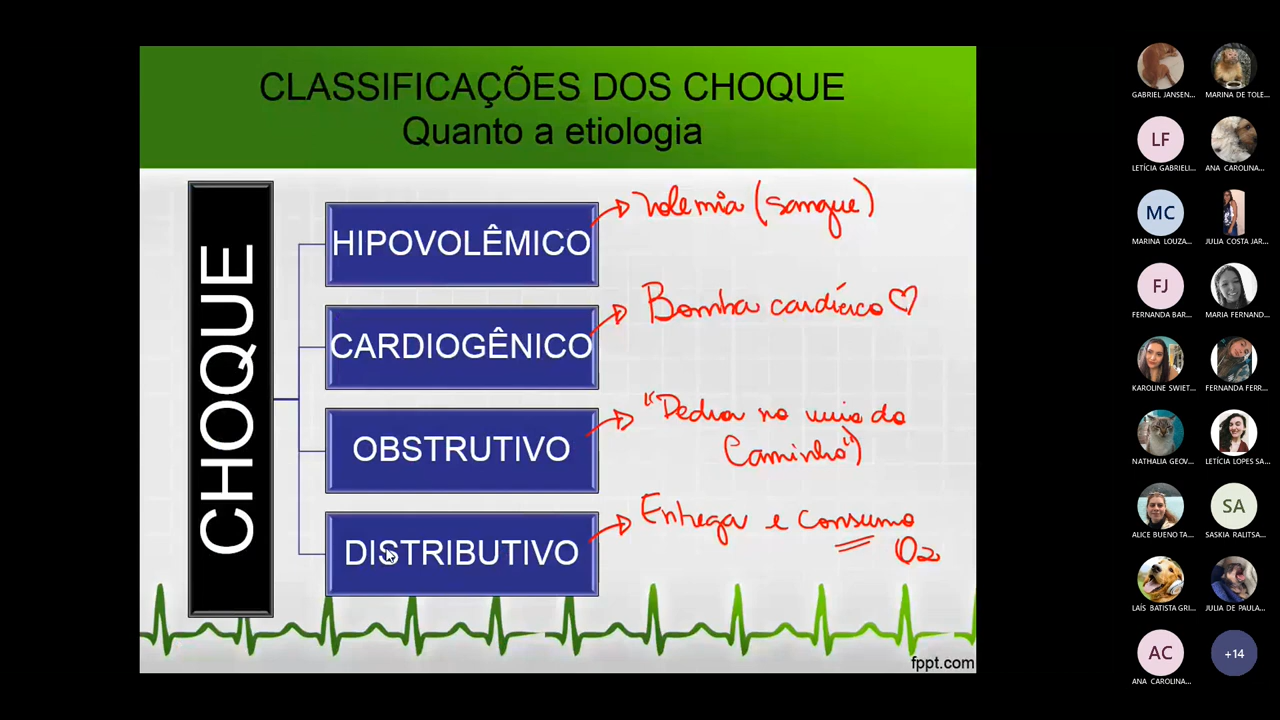 CLASSIFICAÇÕES DOS CHOQUE
Quanto a etiologia
CHOQUE
HIPOVOLÊMICO
Volemia (sangue)
CARDIOGÊNICO
Bomba cardíaca
OBSTRUTIVO
"Pedra no meio do
Caminho")
DISTRIBUTIVO
Entrega e consumo
O2
fppt.com
GABRIEL JANSEN...
MARINA DE TOLE...
LF
LETÍCIA GABRIELI...
ANA CAROLINA...
MC
MARINA LOUZA...
JULIA COSTA JAR...
FJ
FERNANDA BAR...
MARIA FERNAND...
KAROLINE SWIET...
FERNANDA FERR...
NATHALIA GEOV...
LETÍCIA LOPES SA...
SA
ALICE BUENO TA...
SASKIA RALITSA...
LAÍS BATISTA GRI...
JULIA DE PAULA...
AC
+14
ANA CAROLINA...